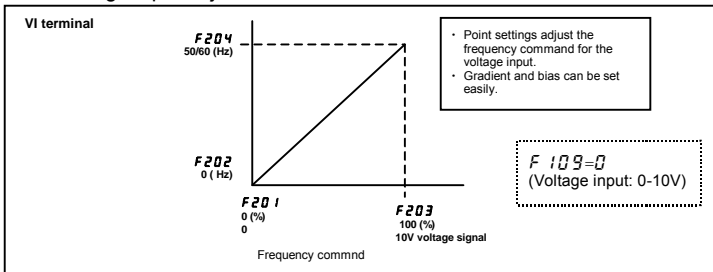 VI terminal
F204
50/60 (Hz)
F202
0 ( Hz)
F201
0 (%)
0
F203
100 (%)
10V voltage signal
Frequency commnd
· Point settings adjust the
frequency command for the
voltage input.
· Gradient and bias can be set
easily.
F109=0
(Voltage input: 0-10V)